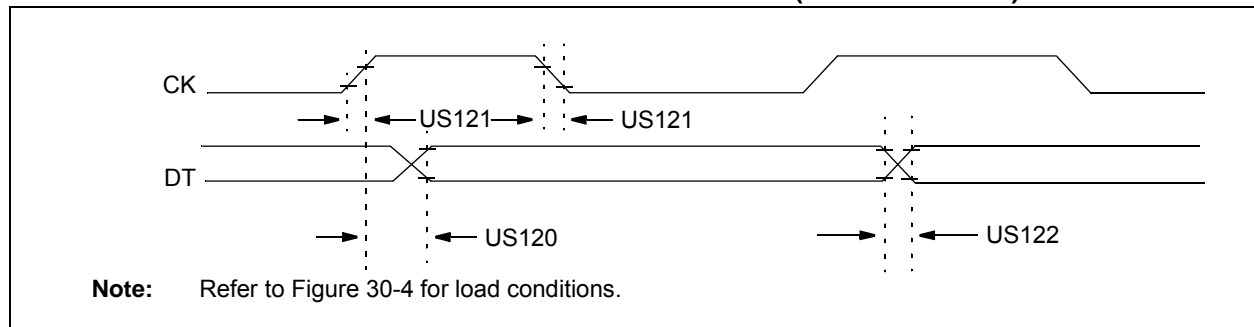 CK
US121 US121
DT
US120 US122
Note: Refer to Figure 30-4 for load conditions.